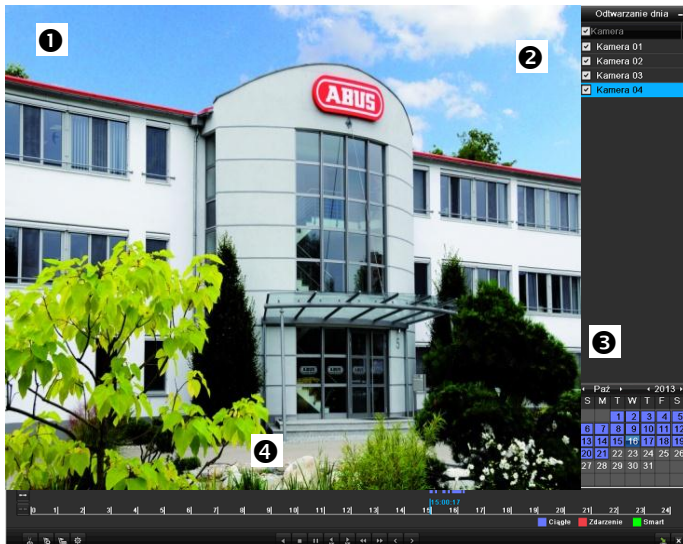 ❶
❷
Odtwarzanie dnia
Kamera
Kamera 01
Kamera 02
Kamera 03
Kamera 04
ABUS
❸
Paź 2013
S M T W T F S
1 2 3 4 5
6 7 8 9 10 11 12
13 14 15 16 17 18 19
20 21 22 23 24 25 26
27 28 29 30 31
❹
15:00:17
0 1 2 3 4 5 6 7 8 9 10 11 12 13 14 15 16 17 18 19 20 21 22 23 24
Ciągłe Zdarzenie Smart